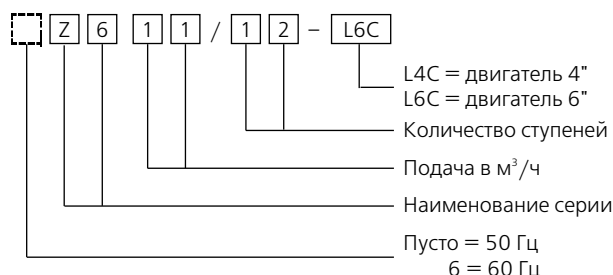 Z 6 1 1 / 1 2 – L6C
L4C = двигатель 4"
L6C = двигатель 6"
Количество ступеней
Подача в м³/ч
Наименование серии
Пусто = 50 Гц
6 = 60 Гц